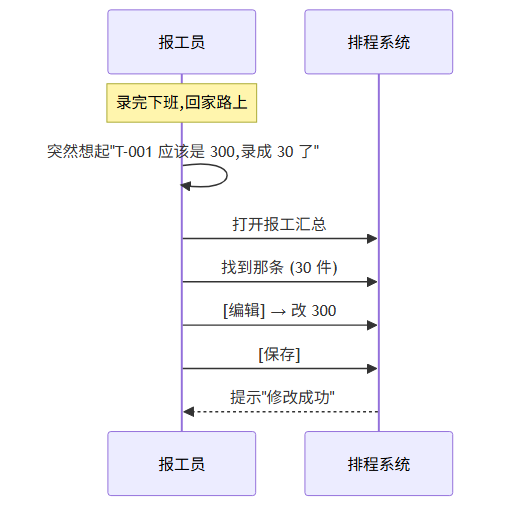 报工员
排程系统
录完下班,回家路上
突然想起"T-001 应该是 300,录成 30 了"
打开报工汇总
找到那条 (30 件)
[编辑] → 改 300
[保存]
提示"修改成功"
报工员
排程系统